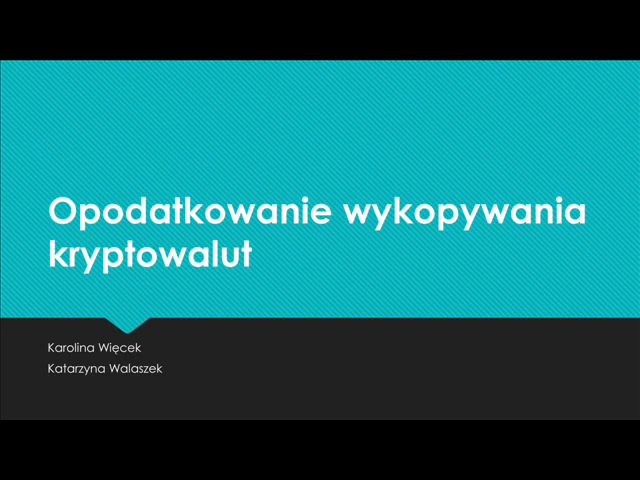 Opodatkowanie wykopywania
kryptowalut
Karolina Więcek
Katarzyna Walaszek